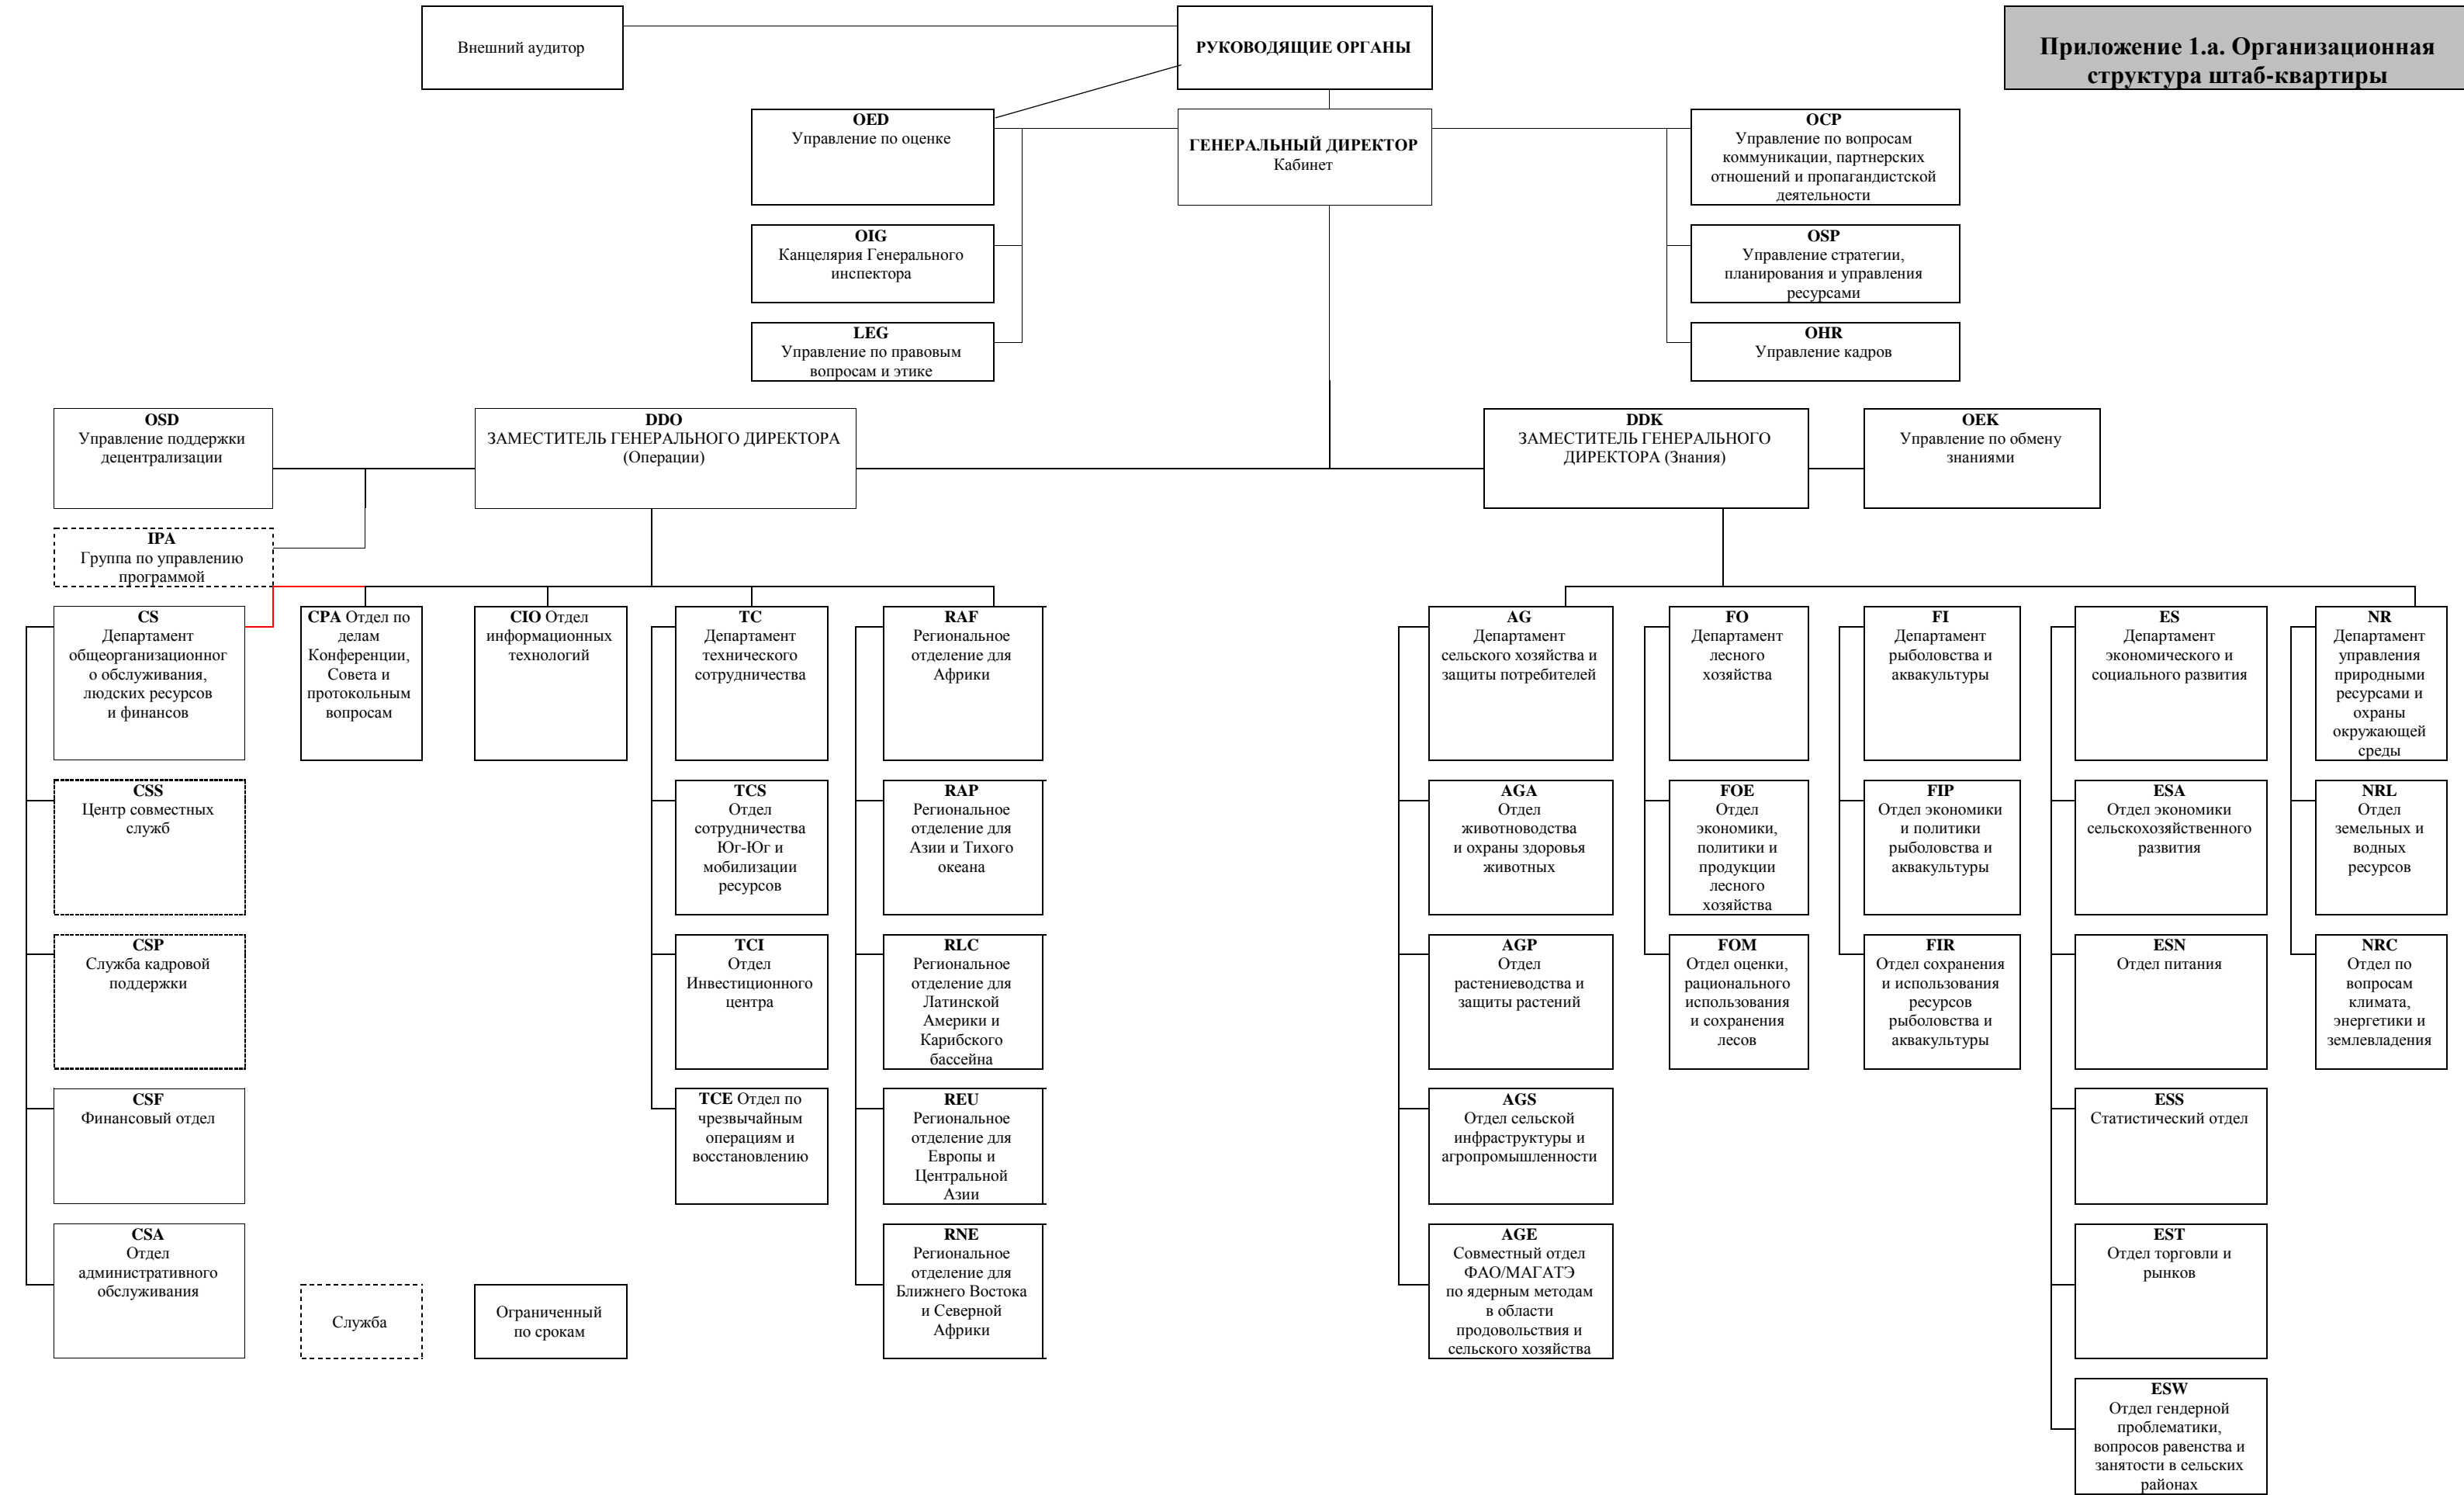 Внешний аудитор
РУКОВОДЯЩИЕ ОРГАНЫ
Приложение 1.a. Организационная
структура штаб-квартиры
OED
Управление по оценке
ГЕНЕРАЛЬНЫЙ ДИРЕКТОР
Кабинет
OCP
Управление по вопросам
коммуникации, партнерских
отношений и пропагандистской
деятельности
OIG
Канцелярия Генерального
инспектора
OSP
Управление стратегии,
планирования и управления
ресурсами
LEG
Управление по правовым
вопросам и этике
OHR
Управление кадров
OSD
Управление поддержки
децентрализации
DDO
ЗАМЕСТИТЕЛЬ ГЕНЕРАЛЬНОГО ДИРЕКТОРА
(Операции)
DDK
ЗАМЕСТИТЕЛЬ ГЕНЕРАЛЬНОГО
ДИРЕКТОРА (Знания)
OEK
Управление по обмену
знаниями
IPA
Группа по управлению
программой
CS
Департамент
общеорганизационног
о обслуживания,
людских ресурсов
и финансов
CPA Отдел по
делам
Конференции,
Совета и
протокольным
вопросам
CIO Отдел
информационных
технологий
TC
Департамент
технического
сотрудничества
RAF
Региональное
отделение для
Африки
AG
Департамент
сельского хозяйства и
защиты потребителей
FO
Департамент
лесного
хозяйства
FI
Департамент
рыболовства и
аквакультуры
ES
Департамент
экономического и
социального развития
NR
Департамент
управления
природными
ресурсами и
охраны
окружающей
среды
CSS
Центр совместных
служб
TCS
Отдел
сотрудничества
Юг-Юг и
мобилизации
ресурсов
RAP
Региональное
отделение для
Азии и Тихого
океана
AGA
Отдел
животноводства
и охраны здоровья
животных
FOE
Отдел
экономики,
политики и
продукции
лесного
хозяйства
FIP
Отдел экономики
и политики
рыболовства и
аквакультуры
ESA
Отдел экономики
сельскохозяйственного
развития
NRL
Отдел
земельных и
водных
ресурсов
CSP
Служба кадровой
поддержки
TCI
Отдел
Инвестиционного
центра
RLC
Региональное
отделение для
Латинской
Америки и
Карибского
бассейна
AGP
Отдел
растениеводства и
защиты растений
FOM
Отдел оценки,
рационального
использования
и сохранения
лесов
FIR
Отдел сохранения
и использования
ресурсов
рыболовства и
аквакультуры
ESN
Отдел питания
NRC
Отдел по
вопросам
климата,
энергетики и
землевладения
CSF
Финансовый отдел
TCE Отдел по
чрезвычайным
операциям и
восстановлению
REU
Региональное
отделение для
Европы и
Центральной
Азии
AGS
Отдел сельской
инфраструктуры и
агропромышленности
ESS
Статистический отдел
CSA
Отдел
административного
обслуживания
Служба
Ограниченный
по срокам
RNE
Региональное
отделение для
Ближнего Востока
и Северной
Африки
AGE
Совместный отдел
ФАО/МАГАТЭ
по ядерным методам
в области
продовольствия и
сельского хозяйства
EST
Отдел торговли и
рынков
ESW
Отдел гендерной
проблематики,
вопросов равенства и
занятости в сельских
районах